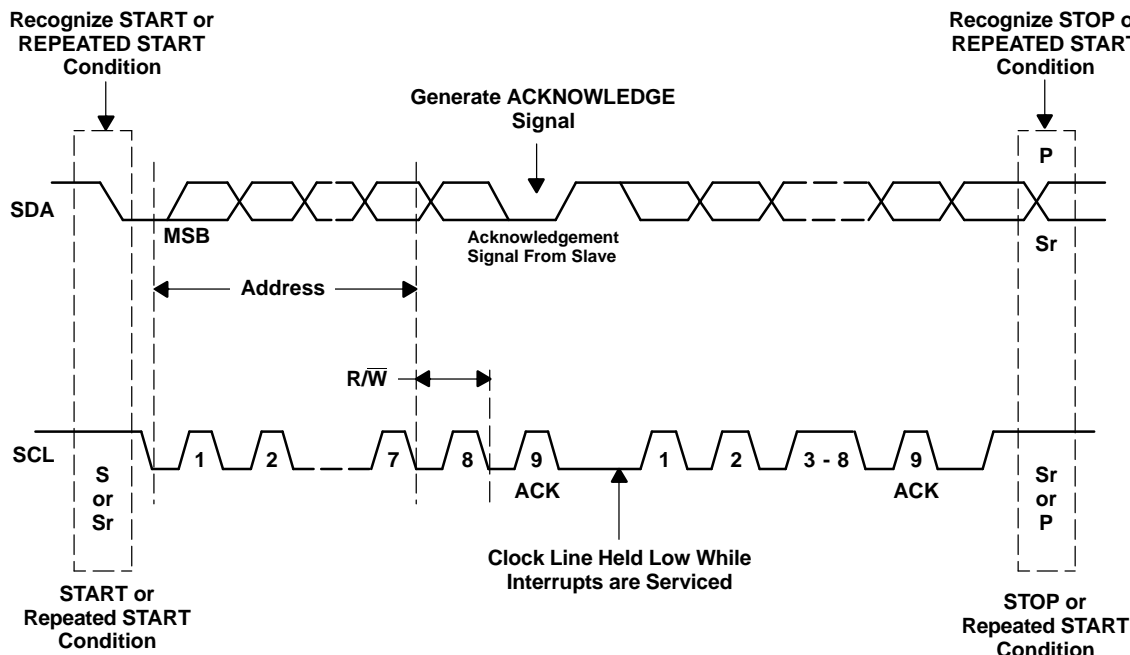 Recognize START or
REPEATED START
Condition
Recognize STOP o
REPEATED START
Condition
Generate ACKNOWLEDGE
Signal
P
SDA
MSB
Acknowledgement
Signal From Slave
Sr
Address
R/W̅
SCL
1
2
7
8
9
1
2
3 - 8
9
ACK
ACK
S
or
Sr
Sr
or
P
Clock Line Held Low While
Interrupts are Serviced
START or
Repeated START
Condition
STOP or
Repeated START
Condition